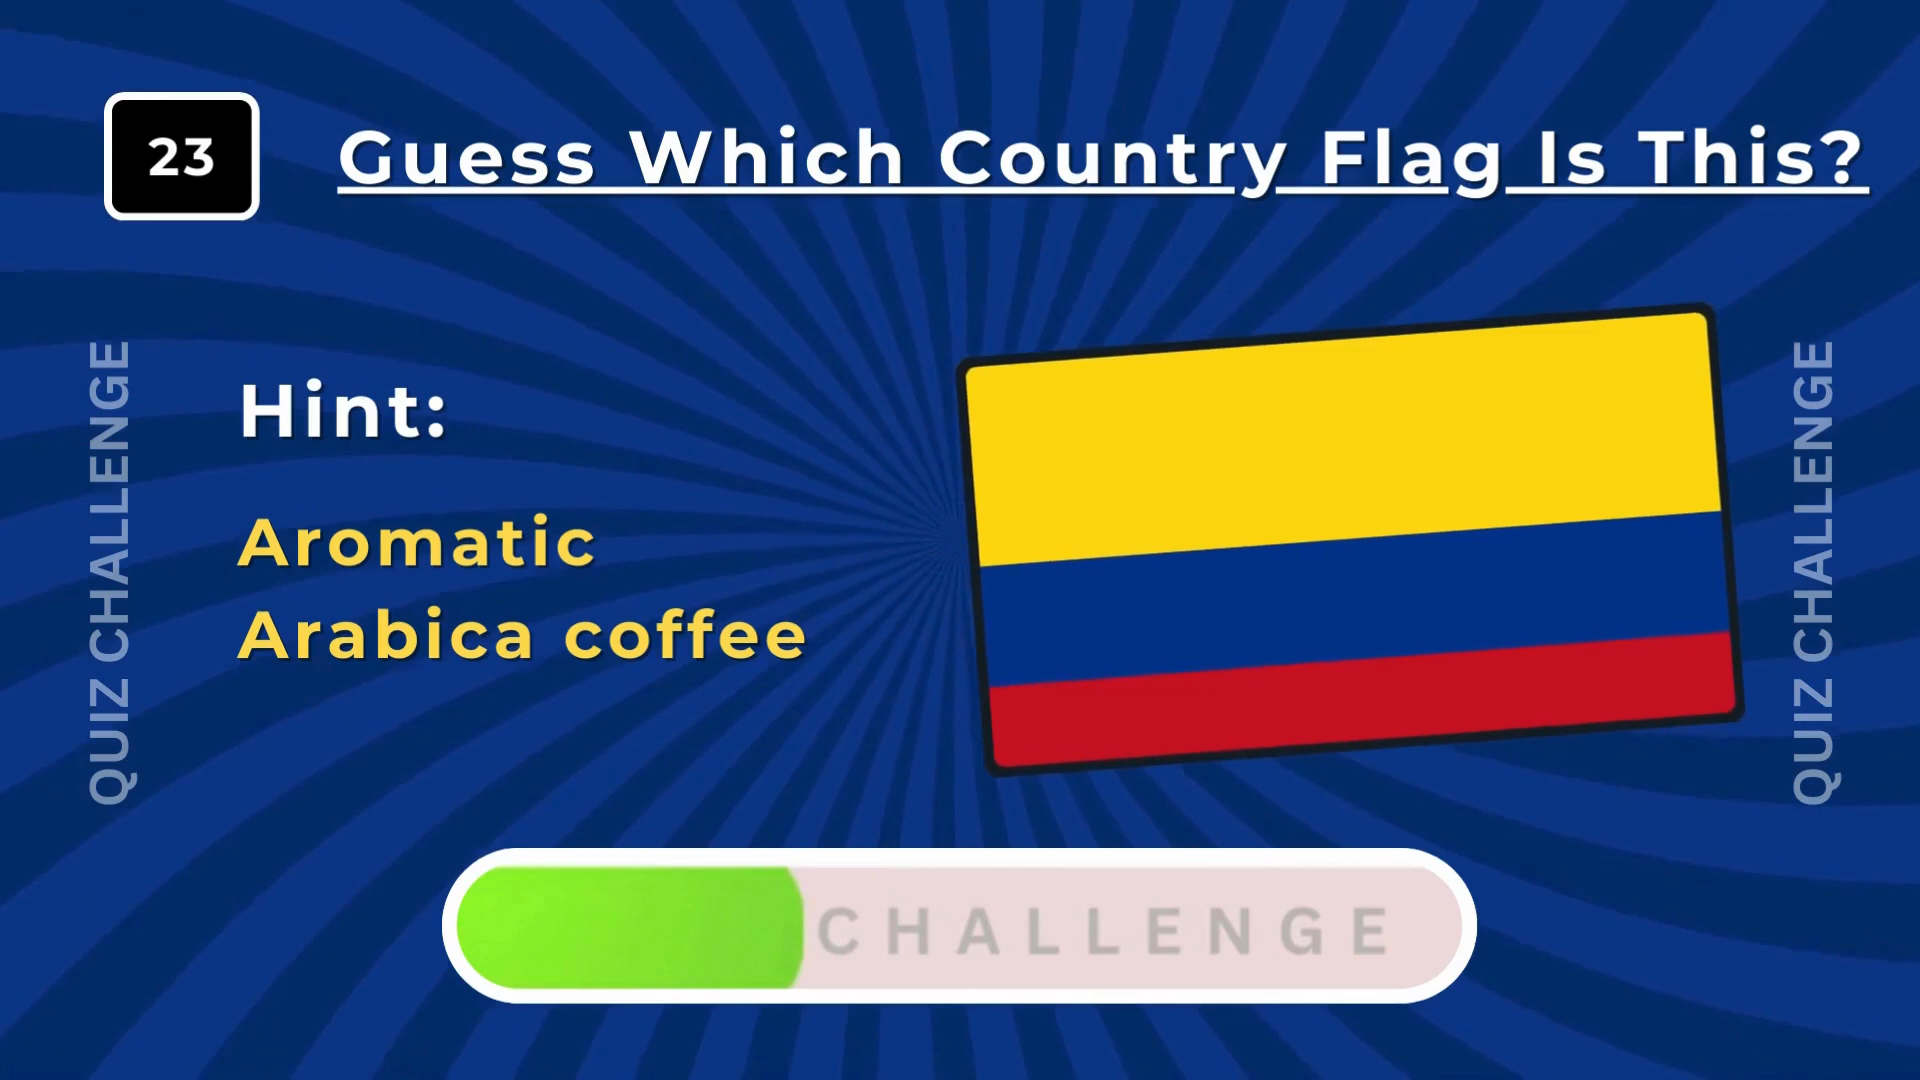 23
Guess Which Country Flag Is This?
QUIZ CHALLENGE
Hint:
Aromatic
Arabica coffee
QUIZ CHALLENGE
CHALLENGE